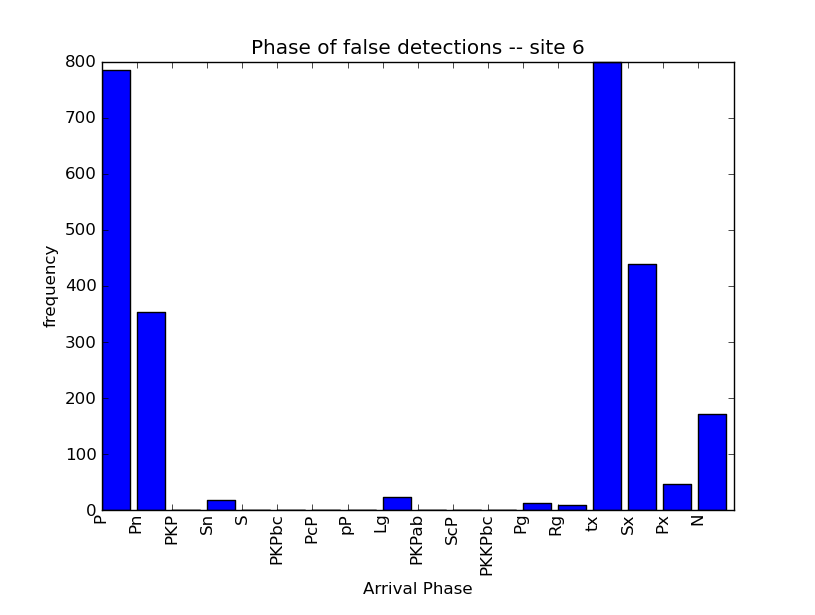 Phase of false detections -- site 6
800
700
600
500
400
300
200
100
0
frequency
P
Pn
PKP
Sn
S
PKPbc
PcP
pP
Lg
PKPab
ScP
PKKPbc
Pg
Rg
tx
Sx
Px
N
Arrival Phase